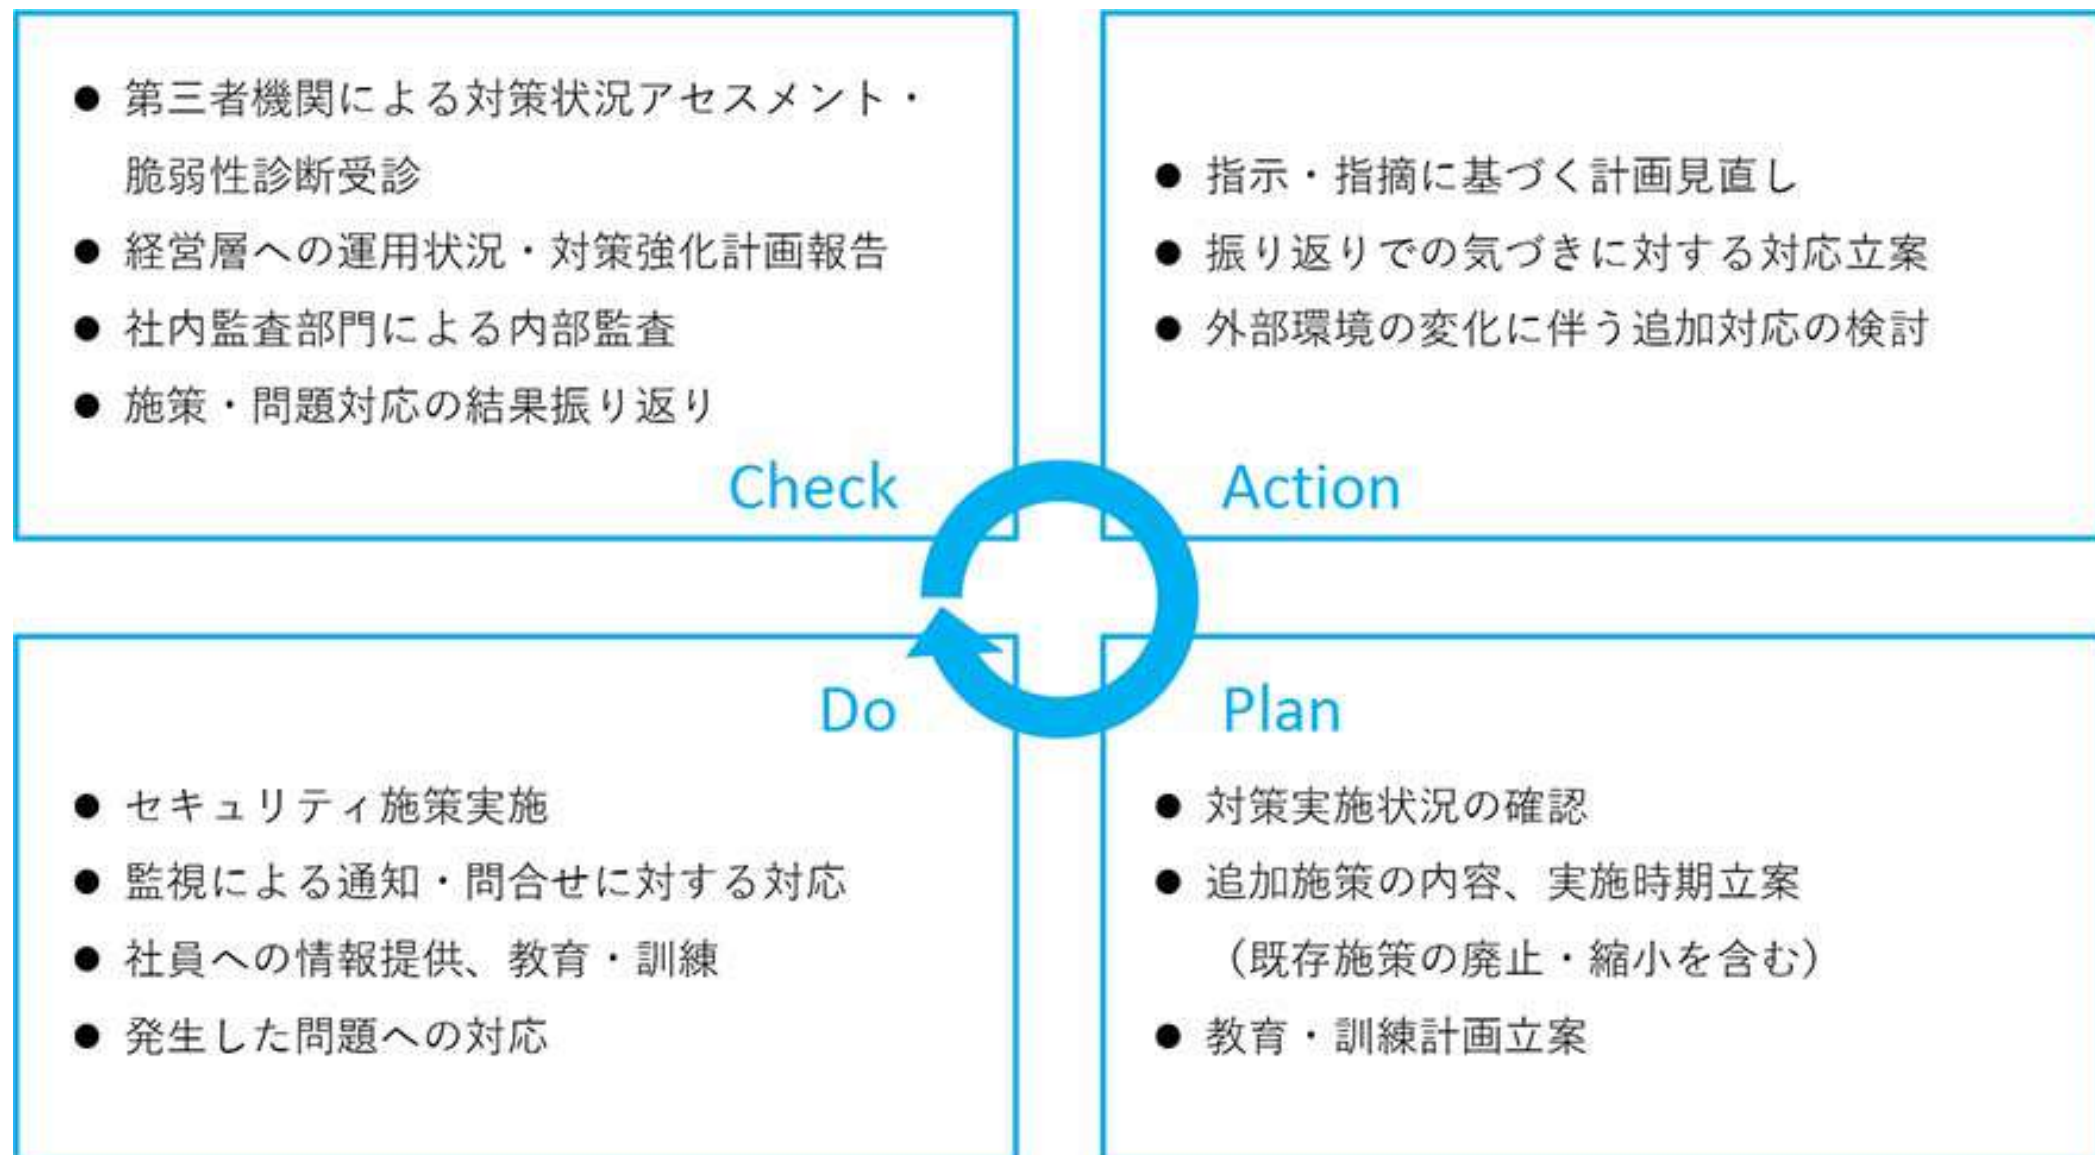 ● 第三者機関による対策状況アセスメント・
脆弱性診断受診
● 経営層への運用状況・対策強化計画報告
● 社内監査部門による内部監査
● 施策・問題対応の結果振り返り
Check
● 指示・指摘に基づく計画見直し
● 振り返りでの気づきに対する対応立案
● 外部環境の変化に伴う追加対応の検討
Action
Do
● セキュリティ施策実施
● 監視による通知・問合せに対する対応
● 社員への情報提供、教育・訓練
● 発生した問題への対応
Plan
● 対策実施状況の確認
● 追加施策の内容、実施時期立案
（既存施策の廃止・縮小を含む）
● 教育・訓練計画立案